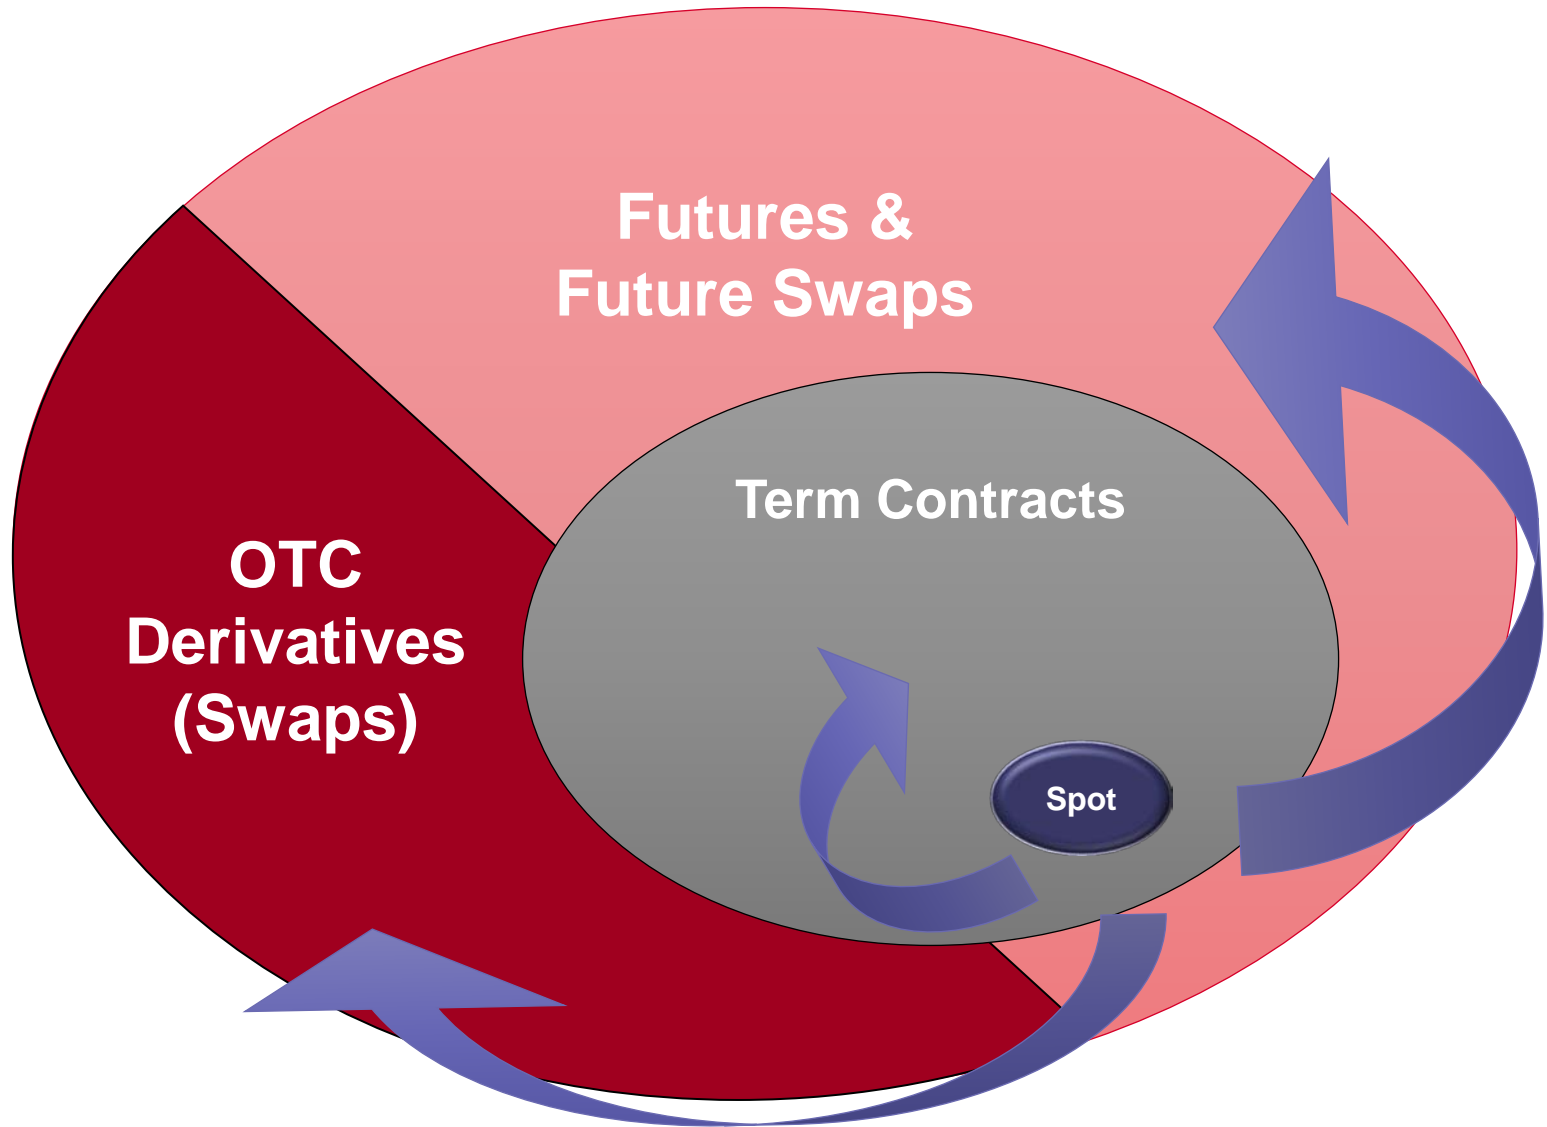 Futures &
Future Swaps
Term Contracts
OTC
Derivatives
(Swaps)
Spot